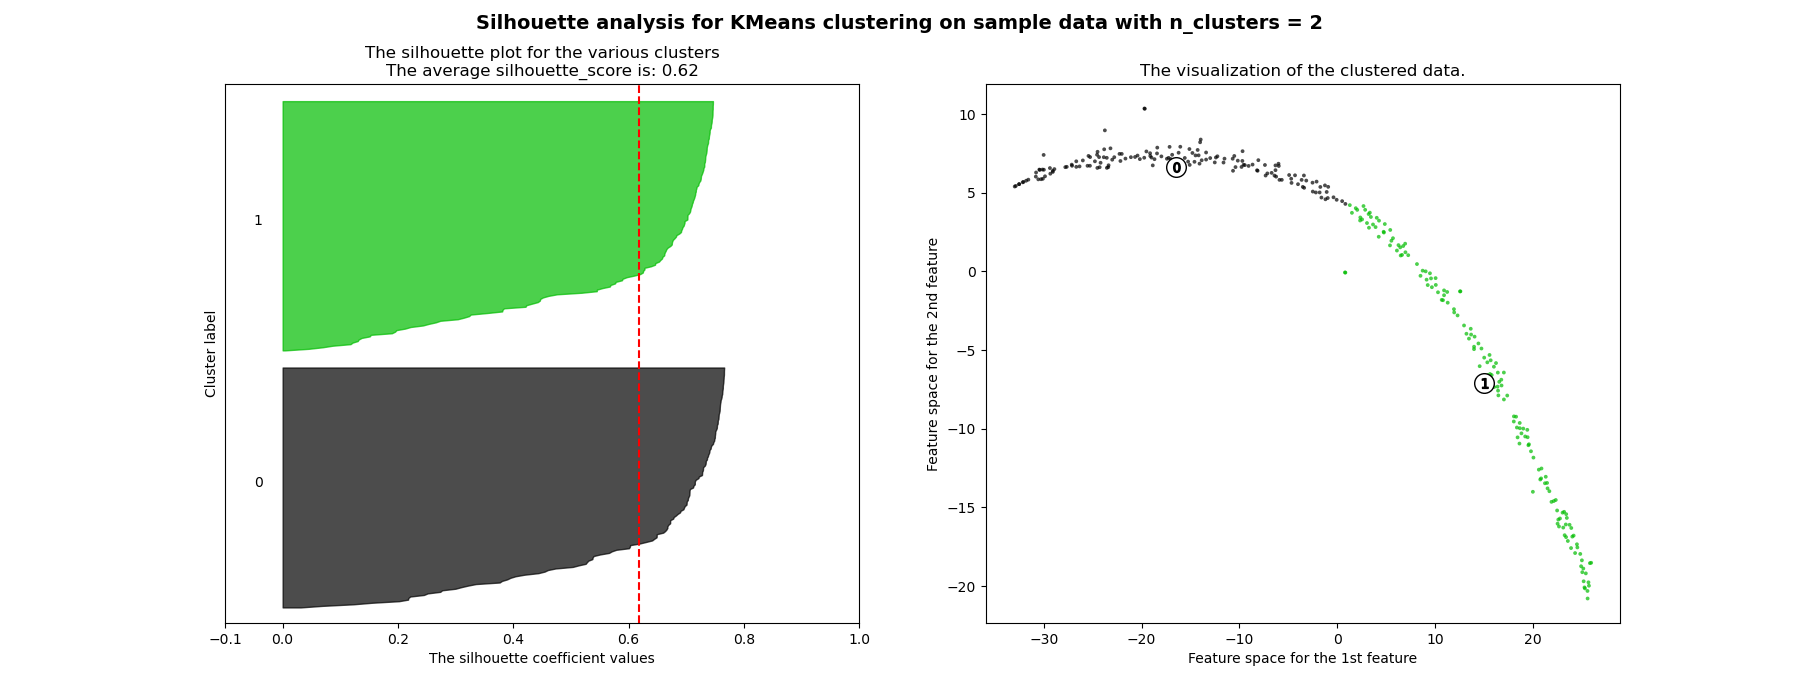 Silhouette analysis for KMeans clustering on sample data with n_clusters = 2
The silhouette plot for the various clusters
The average silhouette_score is: 0.62
1
0
Cluster label
−0.1 0.0 0.2 0.4 0.6 0.8 1.0
The silhouette coefficient values
The visualization of the clustered data.
10
5
0
−5
−10
−15
−20
Feature space for the 2nd feature
0
1
−30 −20 −10 0 10 20
Feature space for the 1st feature